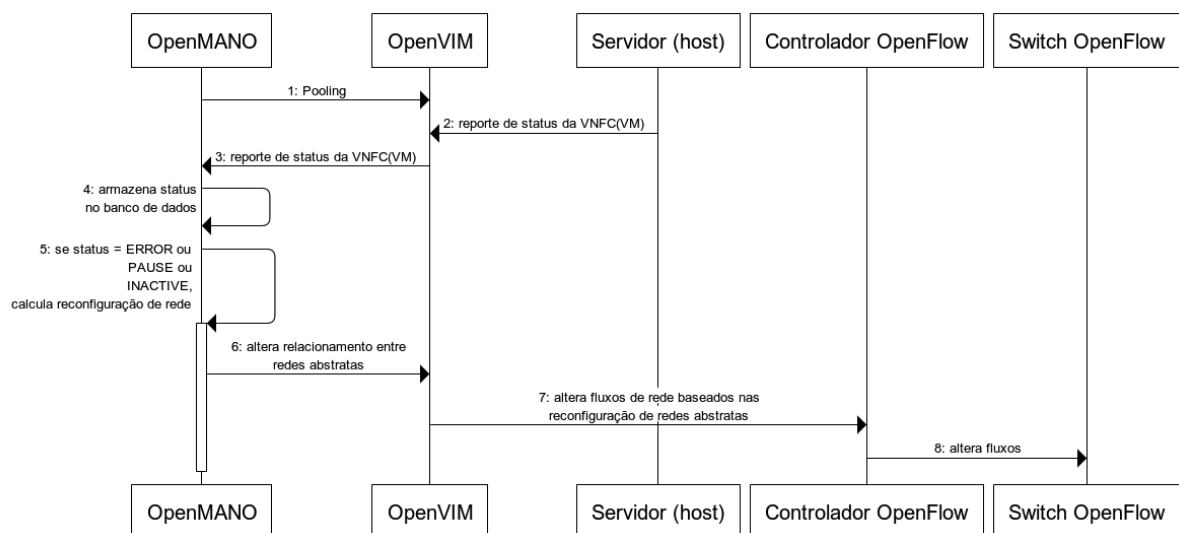 OpenMANO
OpenVIM
Servidor (host)
Controlador OpenFlow
Switch OpenFlow
1: Pooling
2: reporte de status da VNFC(VM)
3: reporte de status da VNFC(VM)
4: armazena status
no banco de dados
5: se status = ERROR ou
PAUSE ou
INACTIVE,
calcula reconfiguração de rede
6: altera relacionamento entre
redes abstratas
7: altera fluxos de rede baseados nas
reconfiguração de redes abstratas
8: altera fluxos
OpenMANO
OpenVIM
Servidor (host)
Controlador OpenFlow
Switch OpenFlow